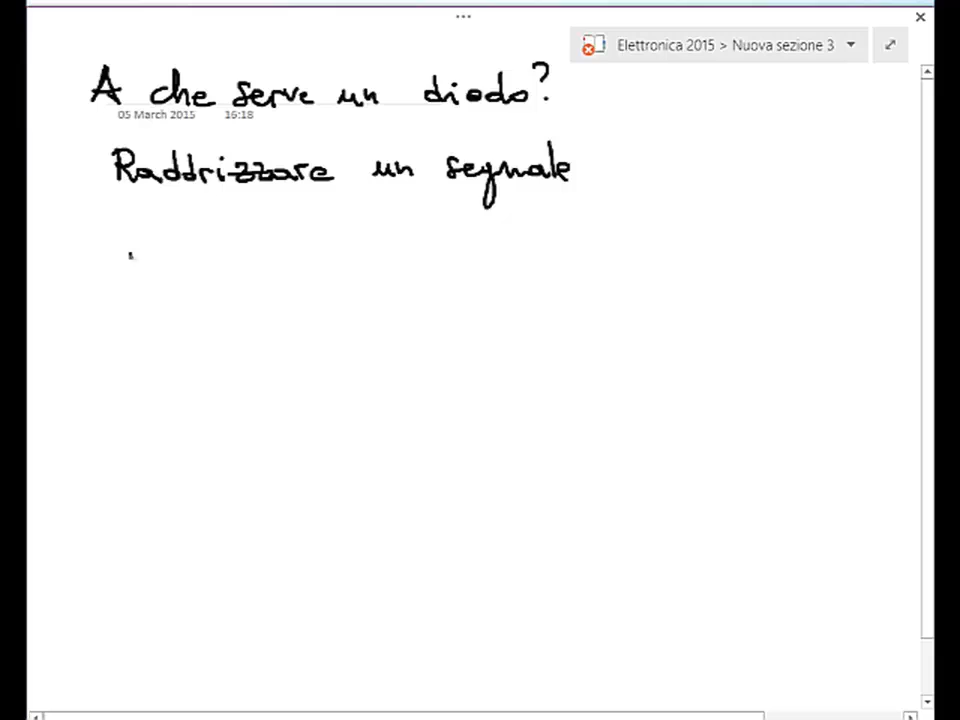 Elettronica 2015 > Nuova sezione 3
A che serve un diodo?
05 March 2015 16:18
Raddrizzare un segnale